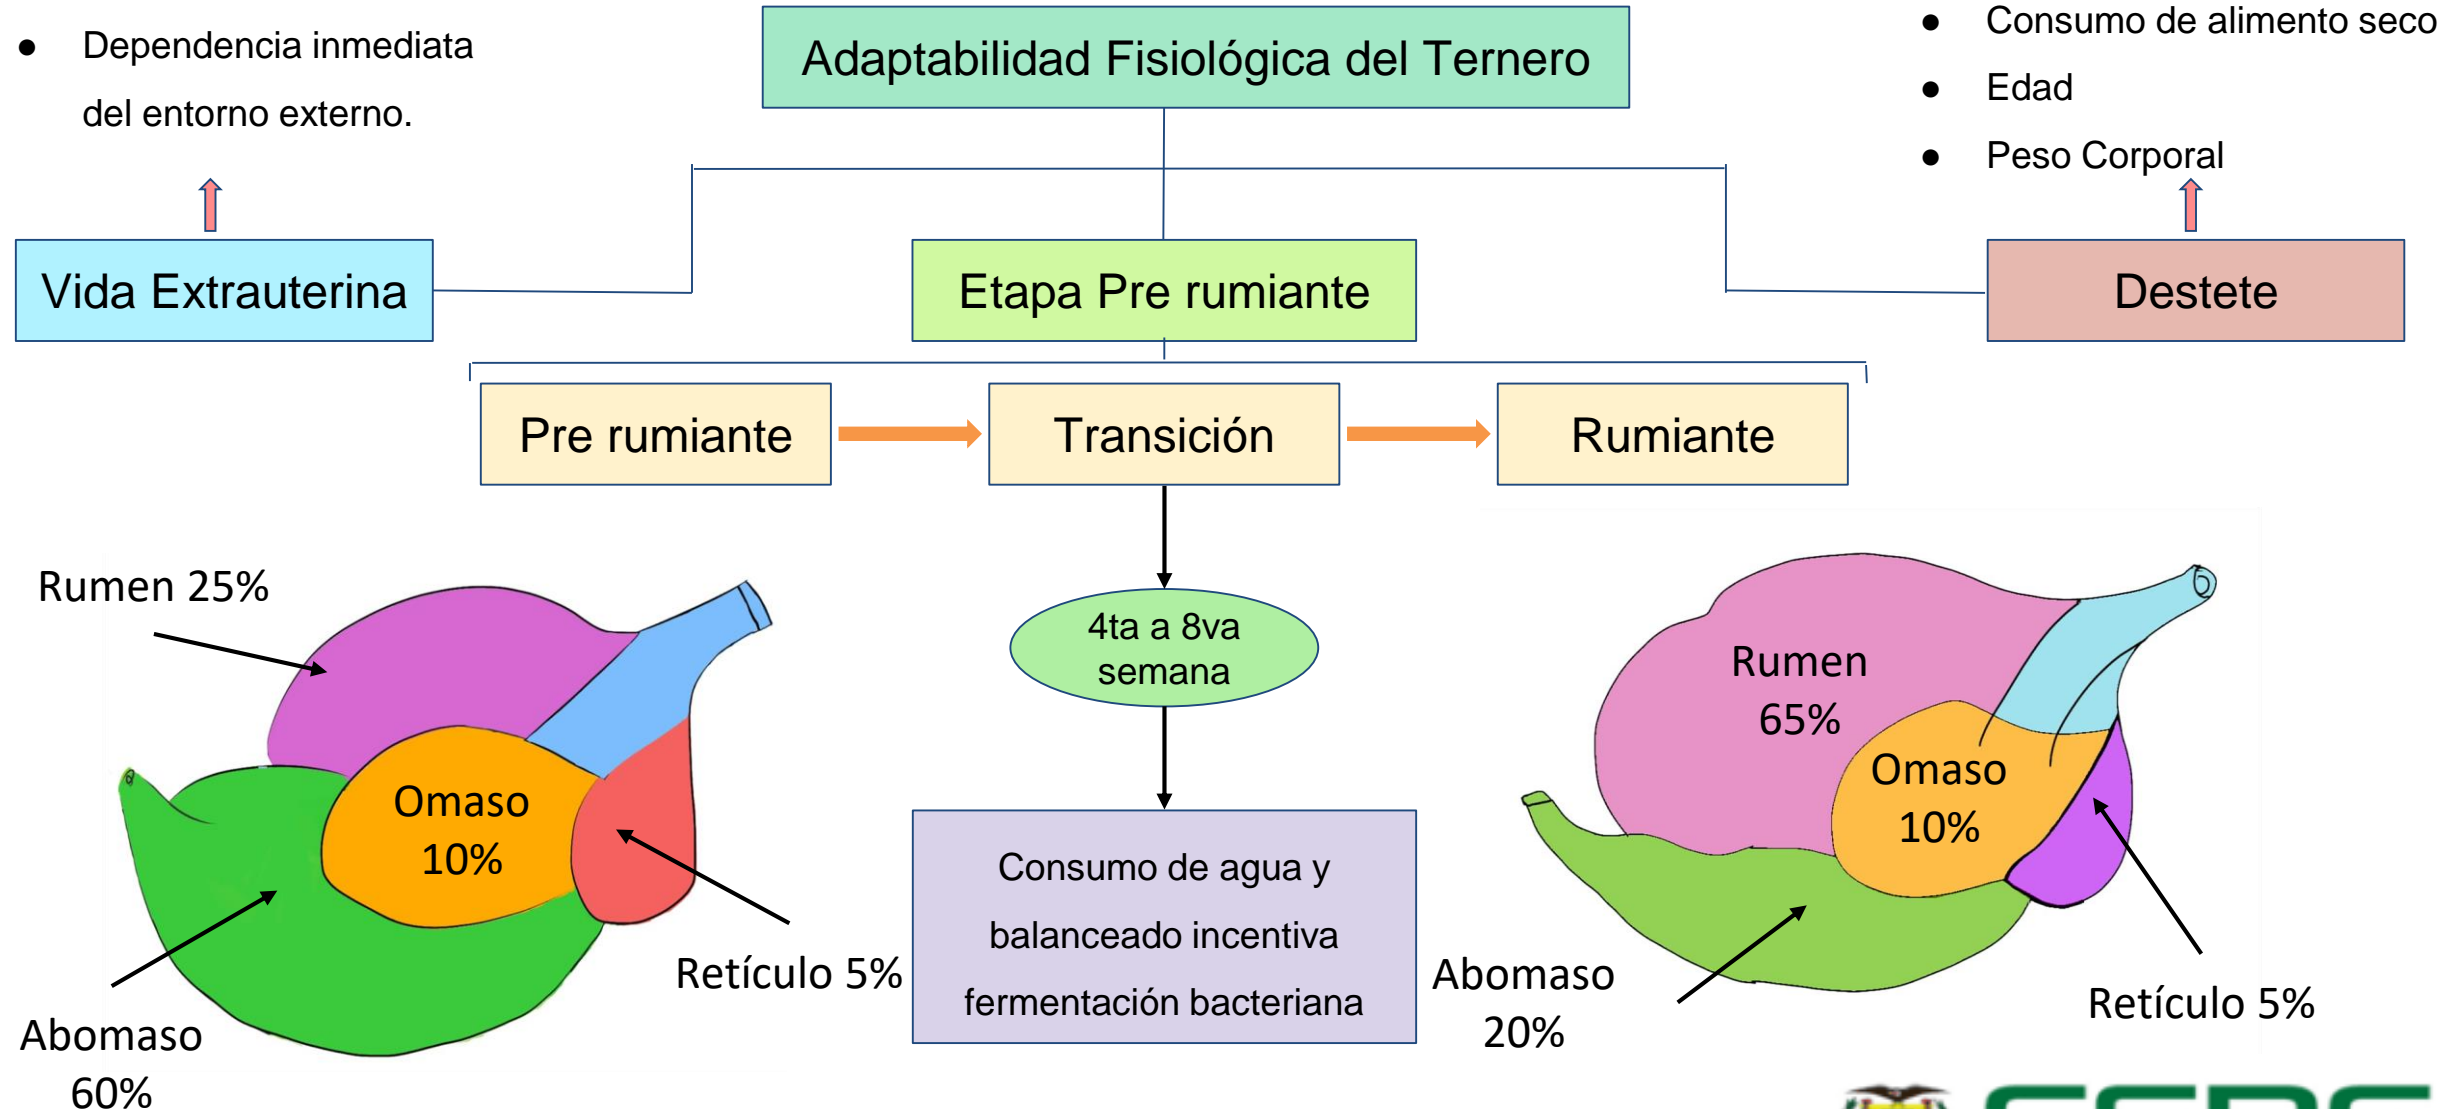 ● Dependencia inmediata
del entorno externo.
Adaptabilidad Fisiológica del Ternero
● Consumo de alimento seco
● Edad
● Peso Corporal
Vida Extrauterina
Etapa Pre rumiante
Destete
Pre rumiante
Transición
Rumiante
Rumen 25%
Omaso
10%
Retículo 5%
Abomaso
60%
4ta a 8va
semana
Consumo de agua y
balanceado incentiva
fermentación bacteriana
Rumen
65%
Omaso
10%
Abomaso
20%
Retículo 5%